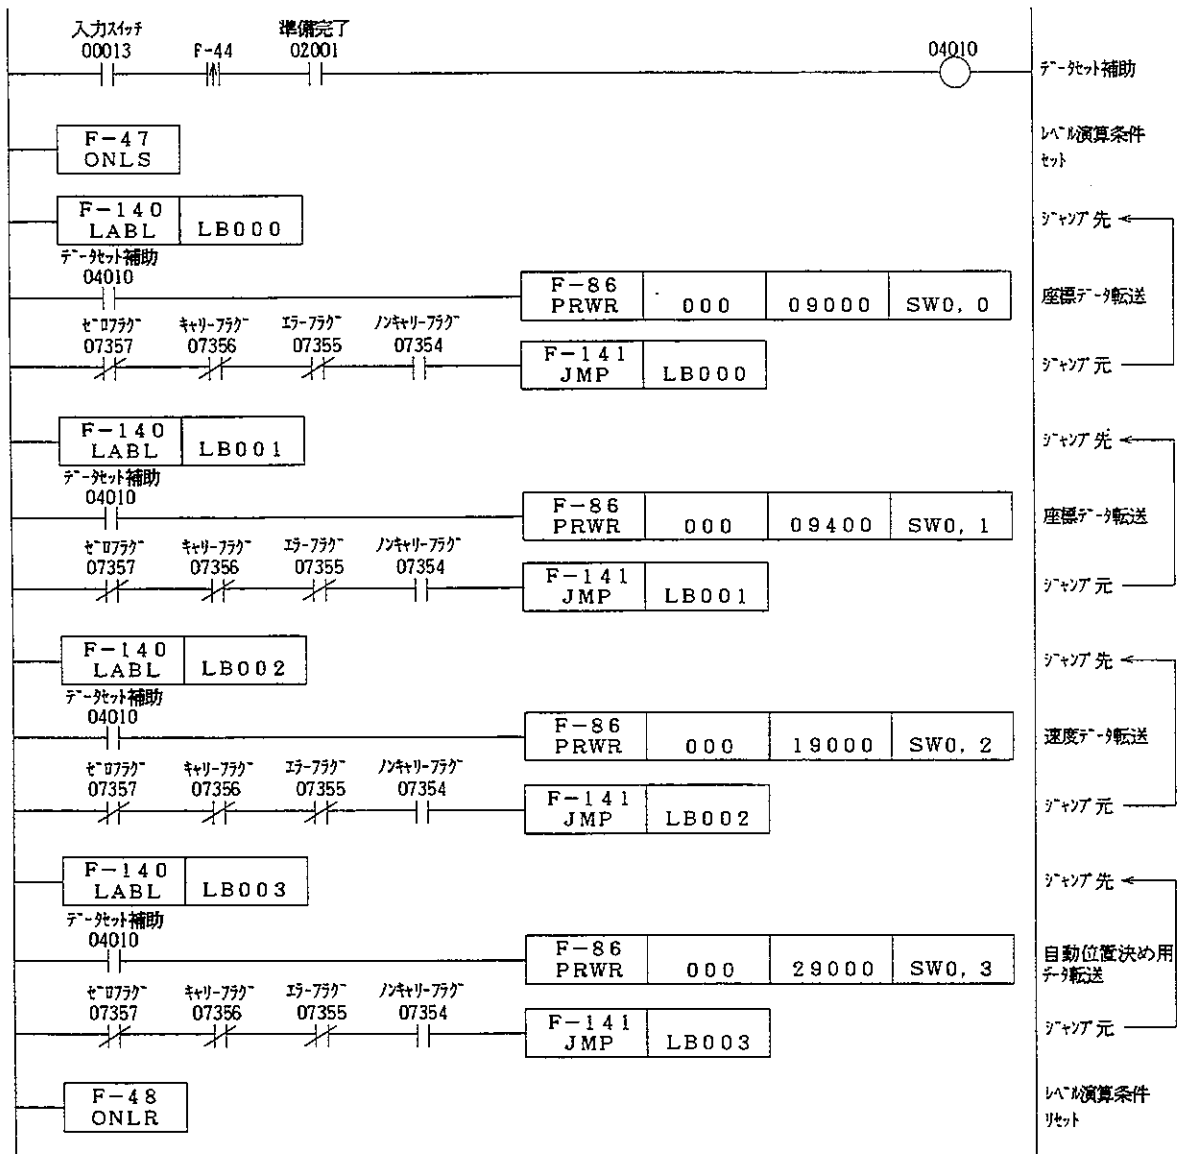 入力スイッチ 準備完了
00013 F-44 02001 04010
データセット補助
F-47
ONLS
レベル演算条件
セット
F-140
LABL LB000
ジャンプ先
データセット補助
04010
F-86
PRWR 000 09000 SW0, 0
座標データ転送
ゼロフラグ キャリーフラグ エラーフラグ ノンキャリーフラグ
07357 07356 07355 07354
F-141
JMP LB000
ジャンプ元
F-140
LABL LB001
ジャンプ先
データセット補助
04010
F-86
PRWR 000 09400 SW0, 1
座標データ転送
ゼロフラグ キャリーフラグ エラーフラグ ノンキャリーフラグ
07357 07356 07355 07354
F-141
JMP LB001
ジャンプ元
F-140
LABL LB002
ジャンプ先
データセット補助
04010
F-86
PRWR 000 19000 SW0, 2
速度データ転送
ゼロフラグ キャリーフラグ エラーフラグ ノンキャリーフラグ
07357 07356 07355 07354
F-141
JMP LB002
ジャンプ元
F-140
LABL LB003
ジャンプ先
データセット補助
04010
F-86
PRWR 000 29000 SW0, 3
自動位置決め用
データ転送
ゼロフラグ キャリーフラグ エラーフラグ ノンキャリーフラグ
07357 07356 07355 07354
F-141
JMP LB003
ジャンプ元
F-48
ONLR
レベル演算条件
リセット